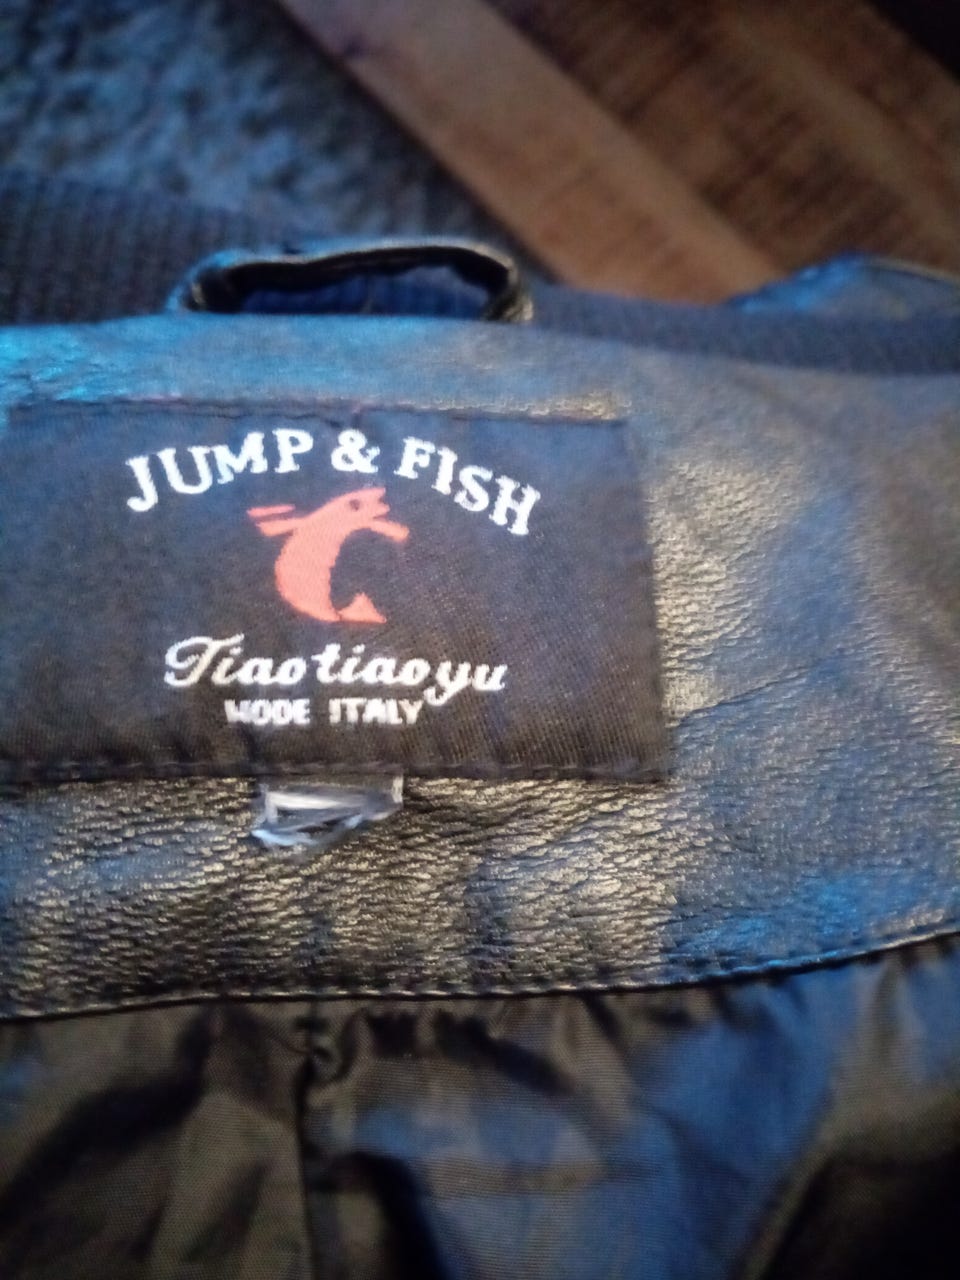 JUMP & FISH
Tiaotiaoyu
MODE ITALY